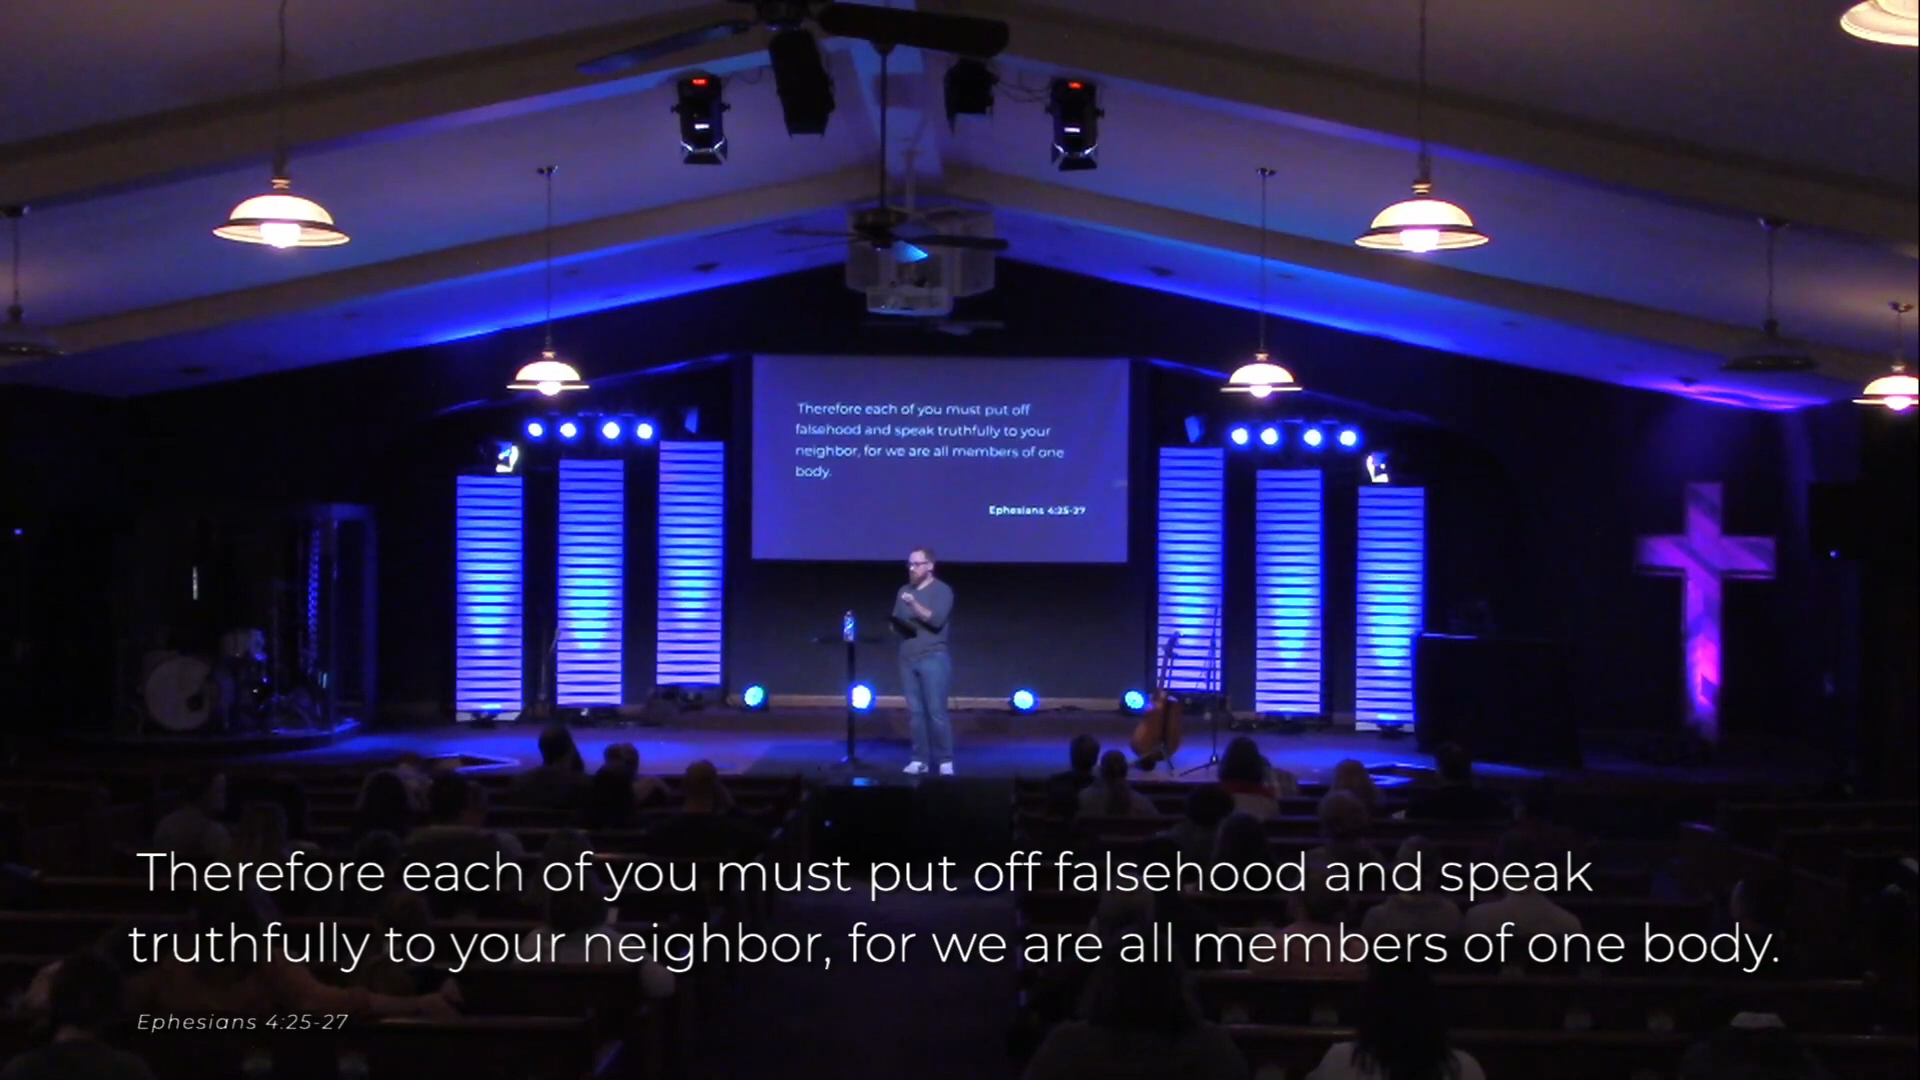 Therefore each of you must put off
falsehood and speak truthfully to your
neighbor, for we are all members of one
body.
Ephesians 4:25-27
Therefore each of you must put off falsehood and speak
truthfully to your neighbor, for we are all members of one body.
Ephesians 4:25-27